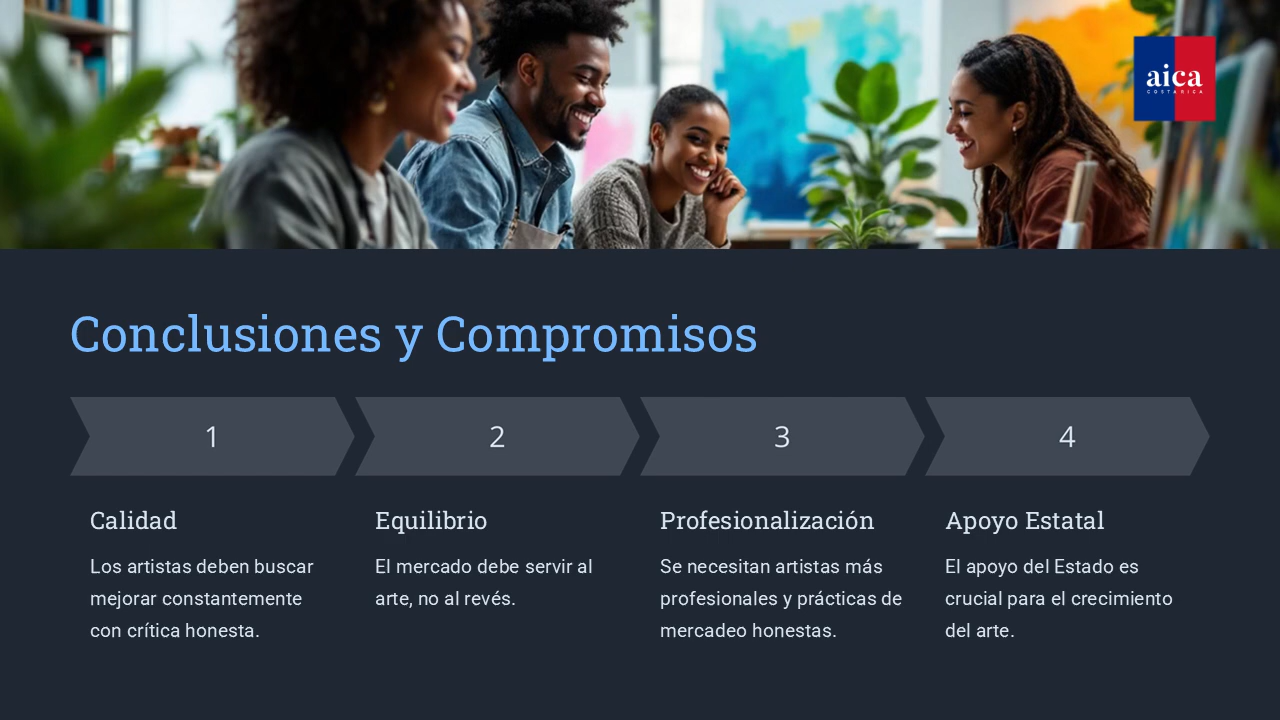 aica
COSTA RICA
Conclusiones y Compromisos
1
2
3
4
Calidad
Los artistas deben buscar
mejorar constantemente
con crítica honesta.
Equilibrio
El mercado debe servir al
arte, no al revés.
Profesionalización
Se necesitan artistas más
profesionales y prácticas de
mercadeo honestas.
Apoyo Estatal
El apoyo del Estado es
crucial para el crecimiento
del arte.